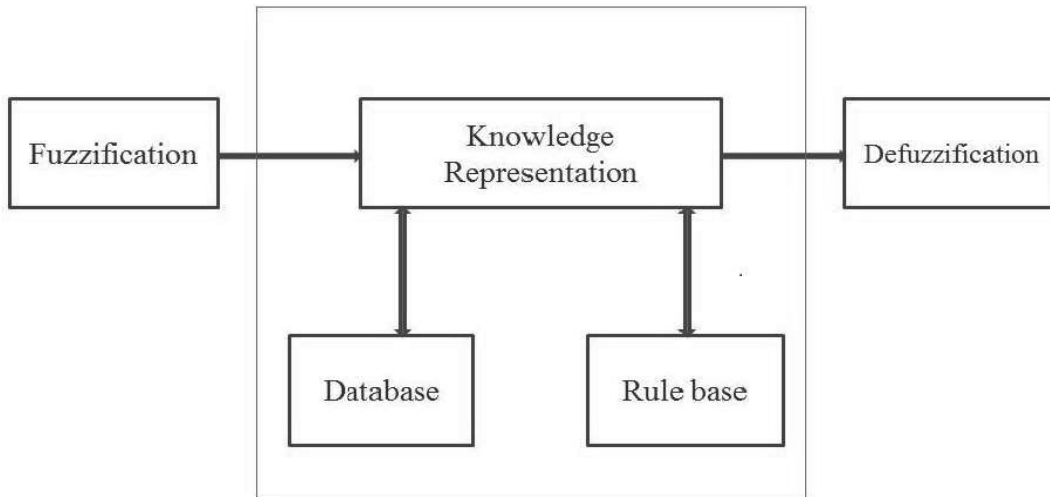 Fuzzification
Knowledge
Representation
Defuzzification
Database
Rule base